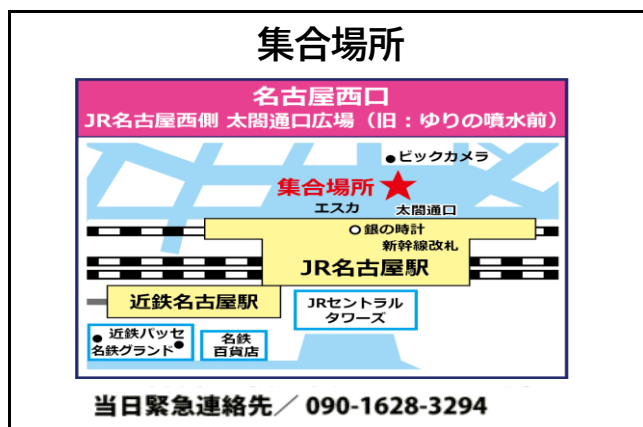 集合場所
名古屋西口
JR名古屋西側 太閤通口広場（旧：ゆりの噴水前）
●ビックカメラ
集合場所★
エスカ
太閤通口
○銀の時計
新幹線改札
JR名古屋駅
近鉄名古屋駅
JRセントラル
タワーズ
●近鉄パッセ
名鉄グランド●
名鉄
百貨店
当日緊急連絡先／ 090-1628-3294